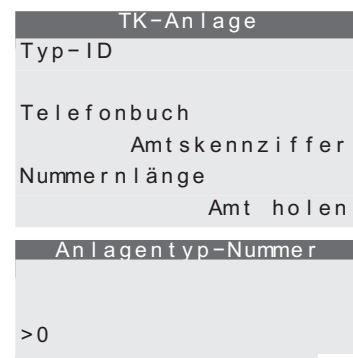 TK-Anlage
Typ-ID
Telefonbuch
Amtskennziffer
Nummernlänge
Amt holen
Anlagentyp-Nummer
>0